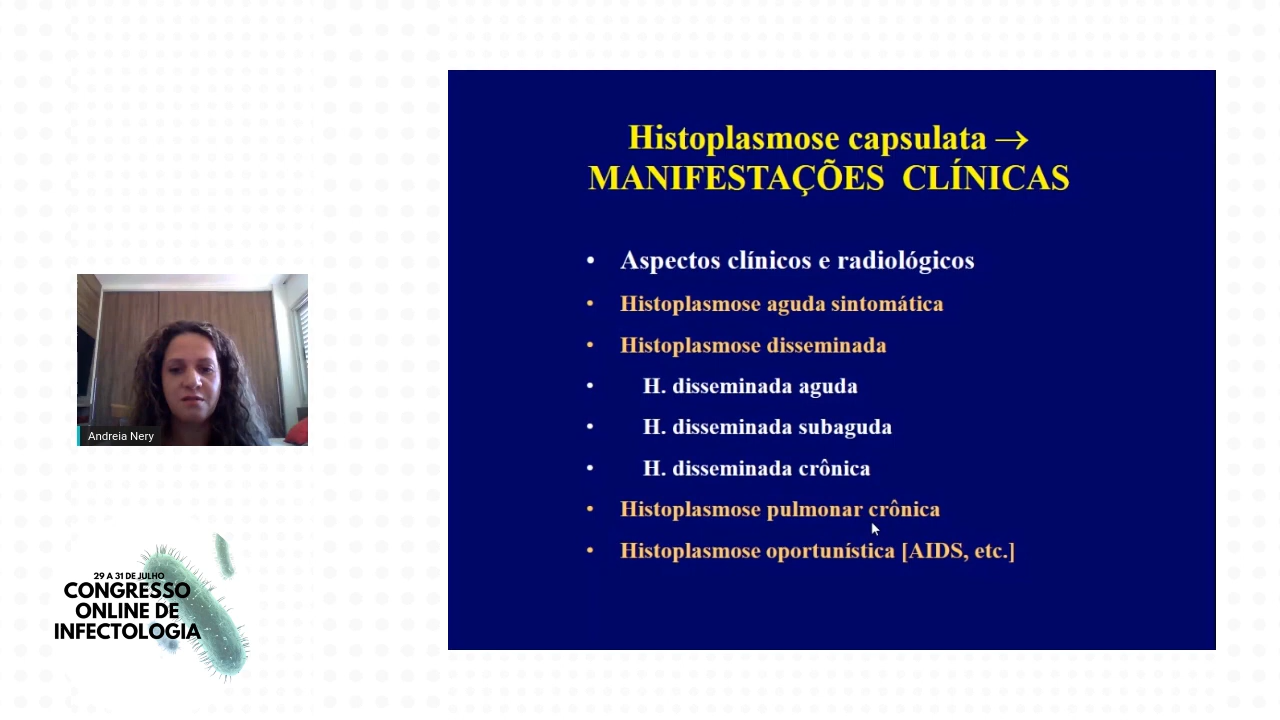 Histoplasmose capsulata →
MANIFESTAÇÕES CLÍNICAS
• Aspectos clínicos e radiológicos
• Histoplasmose aguda sintomática
• Histoplasmose disseminada
• H. disseminada aguda
• H. disseminada subaguda
• H. disseminada crônica
• Histoplasmose pulmonar crônica
• Histoplasmose oportunística [AIDS, etc.]
Andreia Nery
29 A 31 DE JULHO
CONGRESSO
ONLINE DE
INFECTOLOGIA